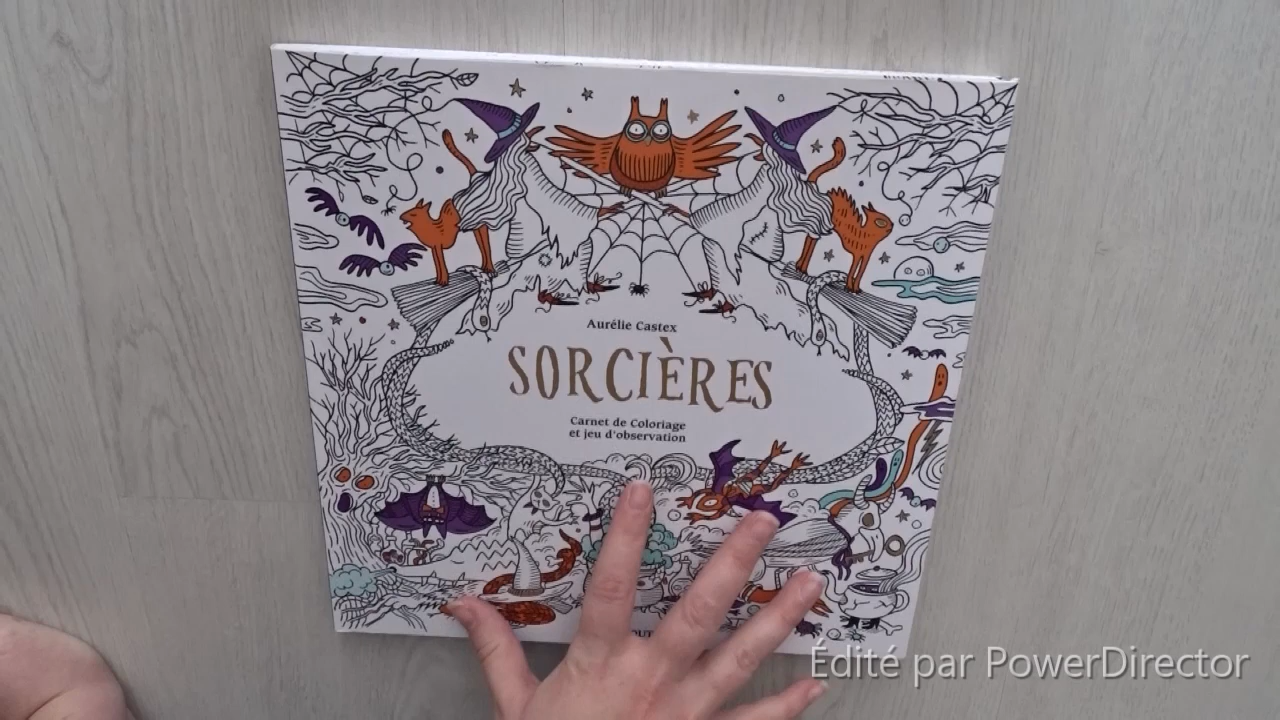 Aurélie Castex
SORCIÈRES
Carnet de Coloriage
et jeu d'observation
Édité par PowerDirector